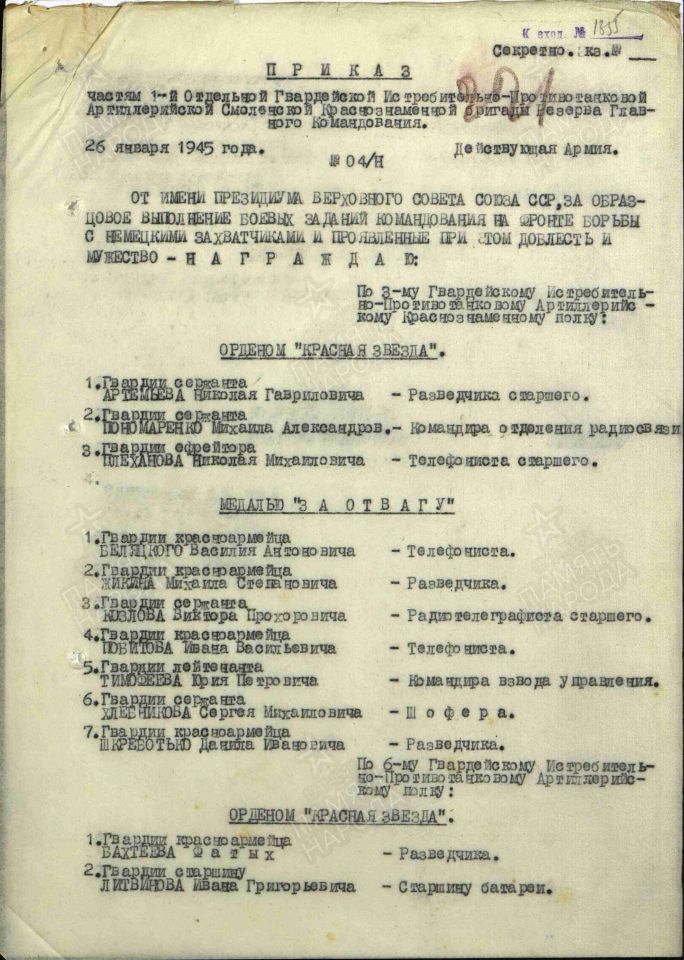 К вход. № 1855
Секретно. Экз.№
221
П Р И К А З
частям 1-й Отдельной Гвардейской Истребительно-Противотанковой
Артиллерийской Смоленской Краснознаменной бригады Резерва Глав-
ного Командования.
26 января 1945 года.
№ 04/Н
Действующая Армия.
ОТ ИМЕНИ ПРЕЗИДИУМА ВЕРХОВНОГО СОВЕТА СОЮЗА ССР, ЗА ОБРАЗ-
ЦОВОЕ ВЫПОЛНЕНИЕ БОЕВЫХ ЗАДАНИЙ КОМАНДОВАНИЯ НА ФРОНТЕ БОРЬБЫ
С НЕМЕЦКИМИ ЗАХВАТЧИКАМИ И ПРОЯВЛЕННЫЕ ПРИ ЭТОМ ДОБЛЕСТЬ И
МУЖЕСТВО - Н А Г Р А Ж Д А Ю:
По 3-му Гвардейскому Истребитель-
но-Противотанковому Артиллерийс -
кому Краснознаменному полку:
ОРДЕНОМ "КРАСНАЯ ЗВЕЗДА".
1.Гвардии сержанта
АРТЕМЬЕВА Николая Гавриловича - Разведчика старшего.
2.Гвардии сержанта
ПОНОМАРЕНКО Михаила Александров.- Командира отделения радиосвязи
3.Гвардии ефрейтора
ПЛЕХАНОВА Николая Михаиловича - Телефониста старшего.
4.
МЕДАЛЬЮ "З А О Т В А Г У"
1.Гвардии красноармейца
БЕЛЯЦКОГО Василия Антоновича - Телефониста.
2.Гвардии красноармейца
ЖИКИНА Михаила Степановича - Разведчика.
3.Гвардии сержанта
КОЗЛОВА Виктора Прохоровича - Радиотелеграфиста старшего.
4.Гвардии красноармейца
ПОБИТОВА Ивана Васильевича - Телефониста.
5.Гвардии лейтенанта
ТИМОФЕЕВА Юрия Петровича - Командира взвода управления.
6.Гвардии сержанта
ХЛЕБНИКОВА Сергея Михаиловича - Ш о ф е р а.
7.Гвардии красноармейца
ШКРЕБОТЬКО Данила Ивановича - Разведчика.
По 6-му Гвардейскому Истребитель-
но-Противотанковому Артиллерийс-
кому полку:
ОРДЕНОМ "КРАСНАЯ ЗВЕЗДА".
1.Гвардии красноармейца
БАХТЕЕВА Ф а т ы х - Разведчика.
2.Гвардии старшину
ЛИТВИНОВА Ивана Григорьевича - Старшину батареи.